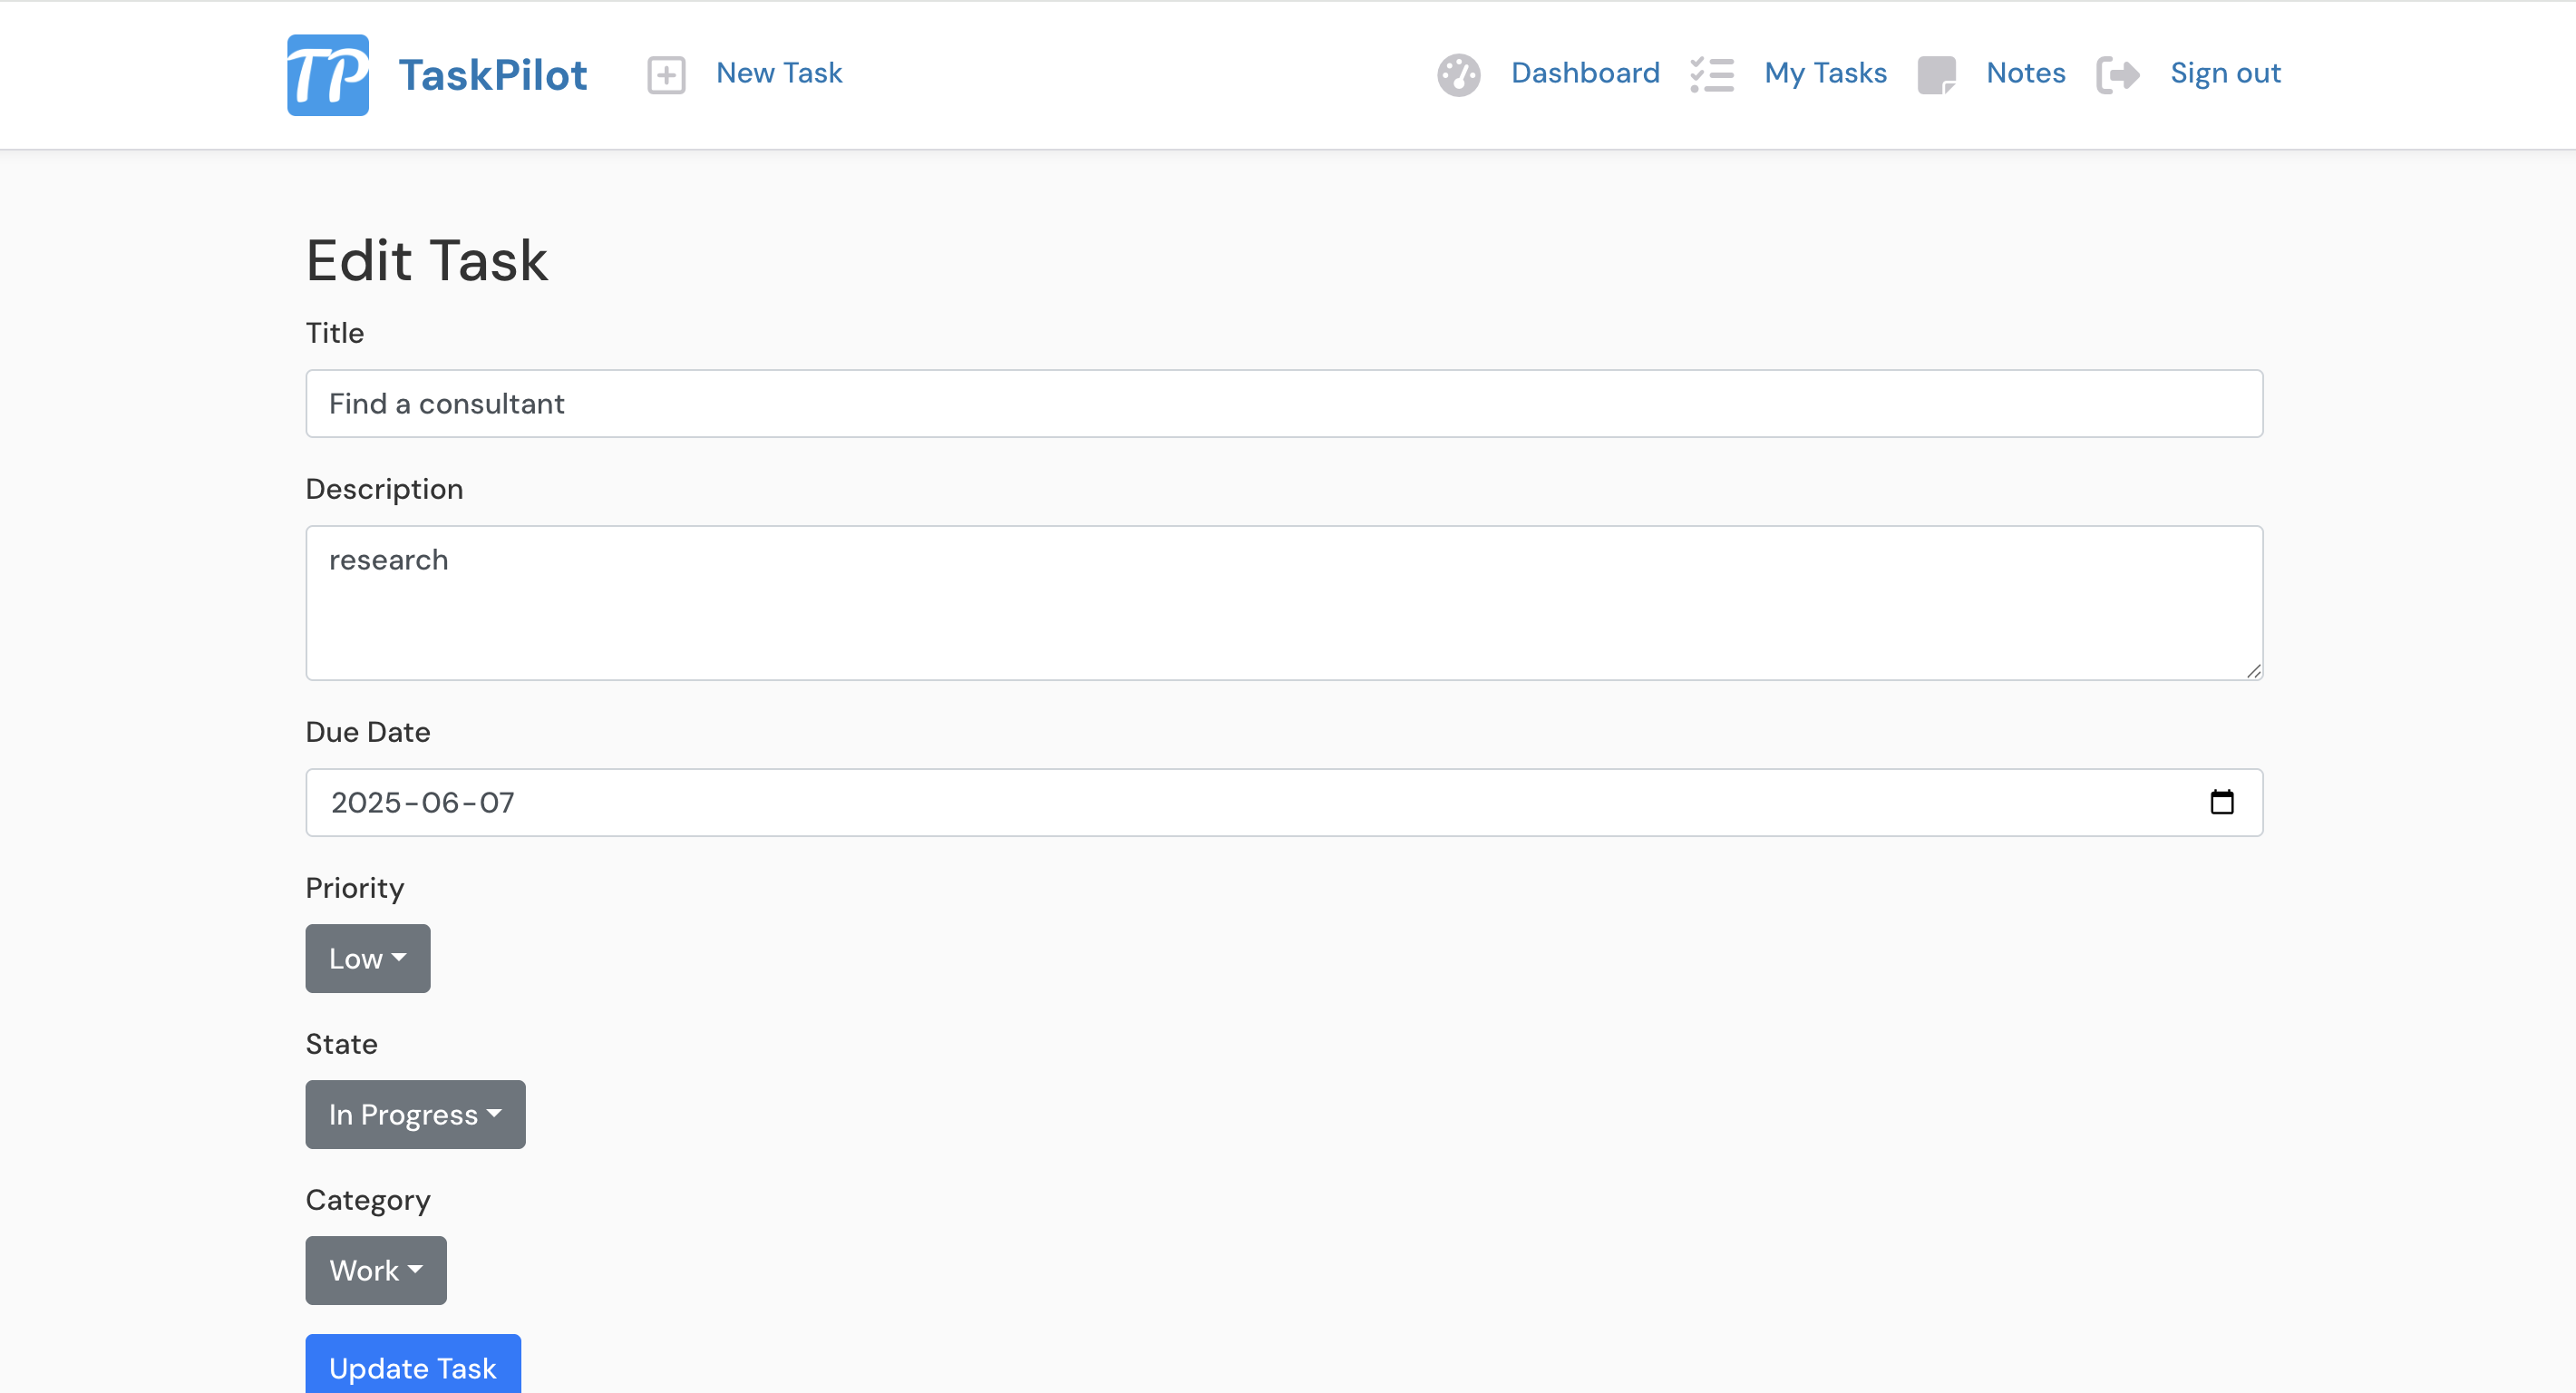 TP TaskPilot New Task Dashboard My Tasks Notes Sign out
Edit Task
Title
Find a consultant
Description
research
Due Date
2025-06-07
Priority
Low
State
In Progress
Category
Work
Update Task